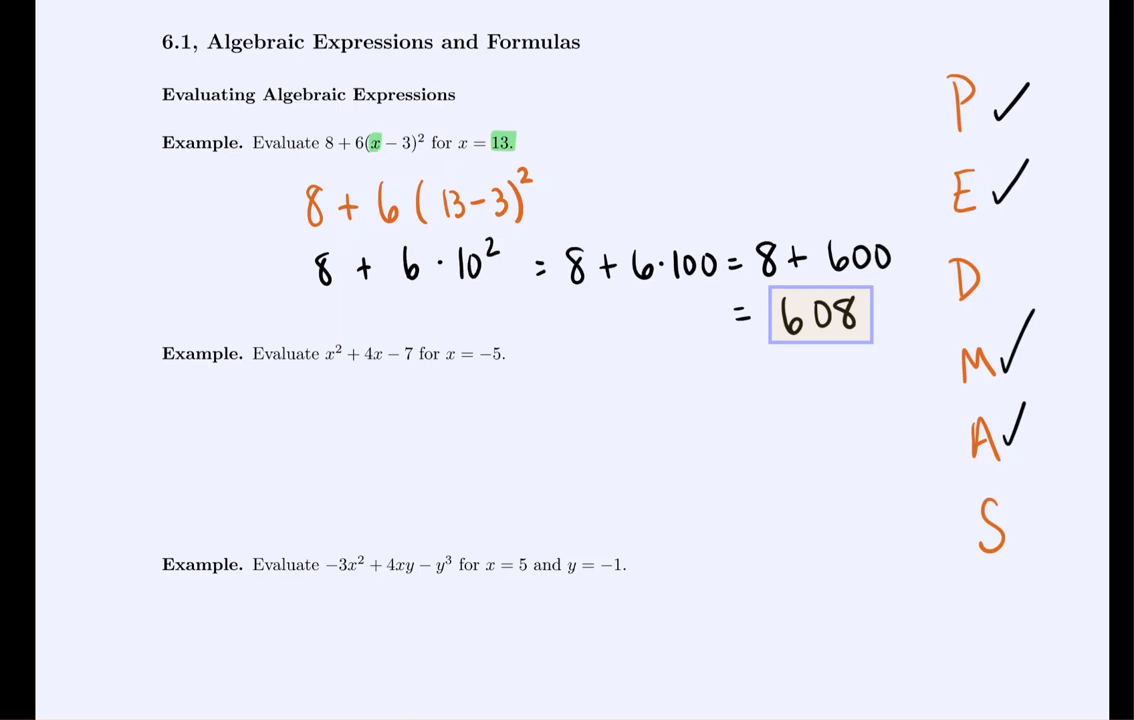 6.1, Algebraic Expressions and Formulas
Evaluating Algebraic Expressions
Example. Evaluate 8 + 6(x − 3)² for x = 13.
8 + 6 ( 13 - 3)²
8 + 6 · 10² = 8 + 6 · 100 = 8 + 600
= 608
Example. Evaluate x² + 4x − 7 for x = −5.
Example. Evaluate −3x² + 4xy − y³ for x = 5 and y = −1.
P ✓
E ✓
D
M ✓
A ✓
S